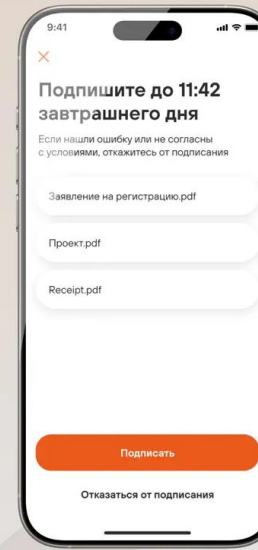 9:41
Подпишите до 11:42
завтрашнего дня
Если нашли ошибку или не согласны
с условиями, откажитесь от подписания
Заявление на регистрацию.pdf
Проект.pdf
Receipt.pdf
Подписать
Отказаться от подписания